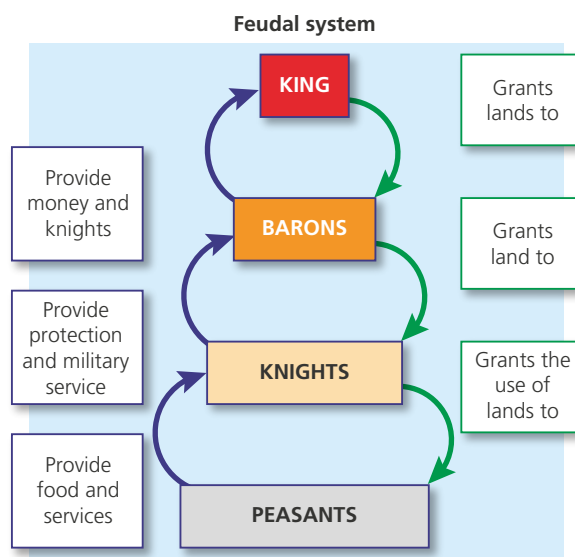 Feudal system
KING
Grants
lands to
Provide
money and
knights
BARONS
Grants
land to
Provide
protection
and military
service
KNIGHTS
Grants the
use of
lands to
Provide
food and
services
PEASANTS